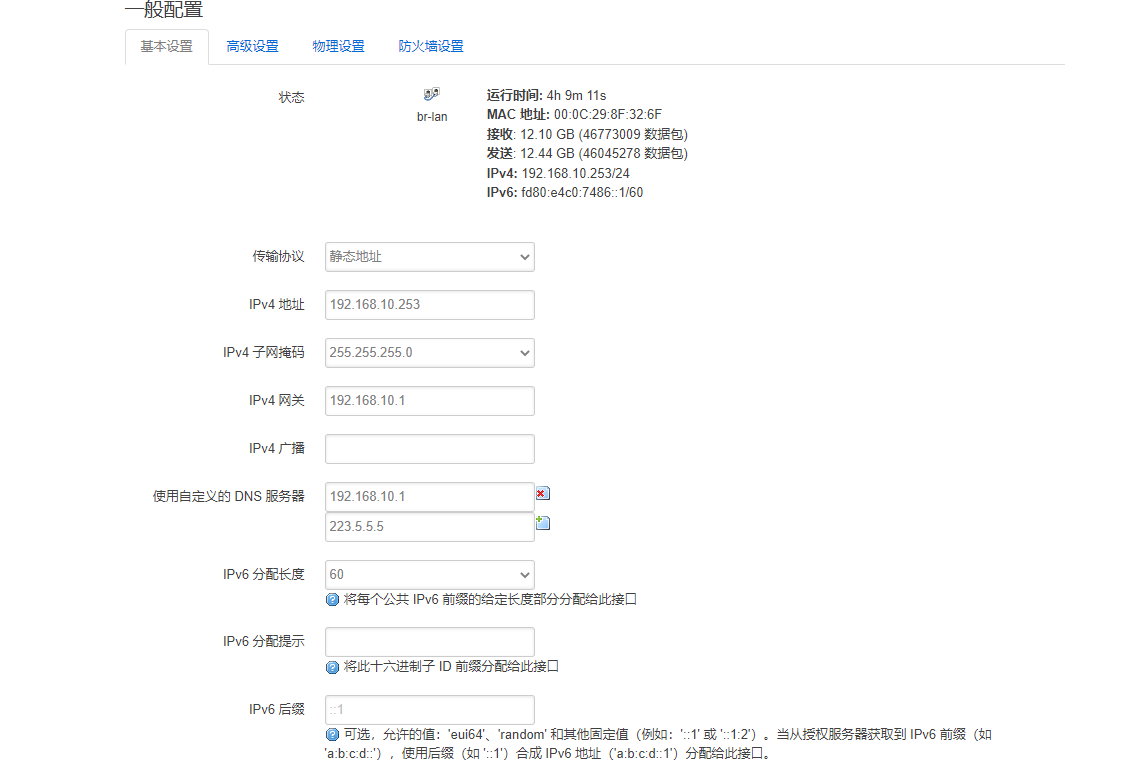 一般配置
基本设置 高级设置 物理设置 防火墙设置
状态
br-lan
运行时间: 4h 9m 11s
MAC 地址: 00:0C:29:8F:32:6F
接收: 12.10 GB (46773009 数据包)
发送: 12.44 GB (46045278 数据包)
IPv4: 192.168.10.253/24
IPv6: fd80:e4c0:7486::1/60
传输协议 静态地址
IPv4 地址 192.168.10.253
IPv4 子网掩码 255.255.255.0
IPv4 网关 192.168.10.1
IPv4 广播
使用自定义的 DNS 服务器 192.168.10.1
223.5.5.5
IPv6 分配长度 60
将每个公共 IPv6 前缀的给定长度部分分配给此接口
IPv6 分配提示
将此十六进制子 ID 前缀分配给此接口
IPv6 后缀 ::1
可选，允许的值：'eui64'、'random' 和其他固定值（例如：'::1' 或 '::1:2'）。当从授权服务器获取到 IPv6 前缀（如
'a:b:c:d::'），使用后缀（如 '::1'）合成 IPv6 地址（'a:b:c:d::1'）分配给此接口。